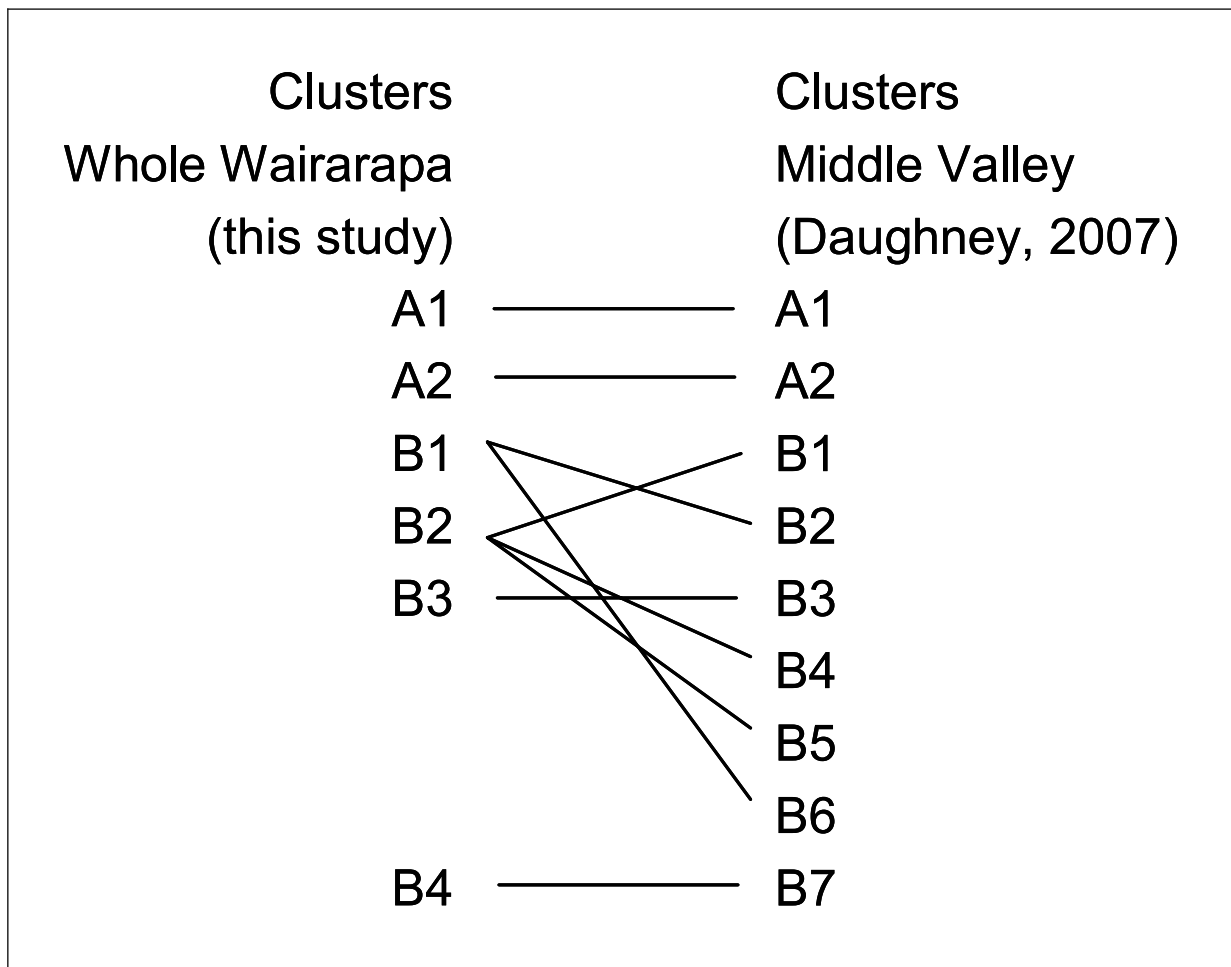 Clusters
Whole Wairarapa
(this study)
A1
A2
B1
B2
B3
B4
Clusters
Middle Valley
(Daughney, 2007)
A1
A2
B1
B2
B3
B4
B5
B6
B7